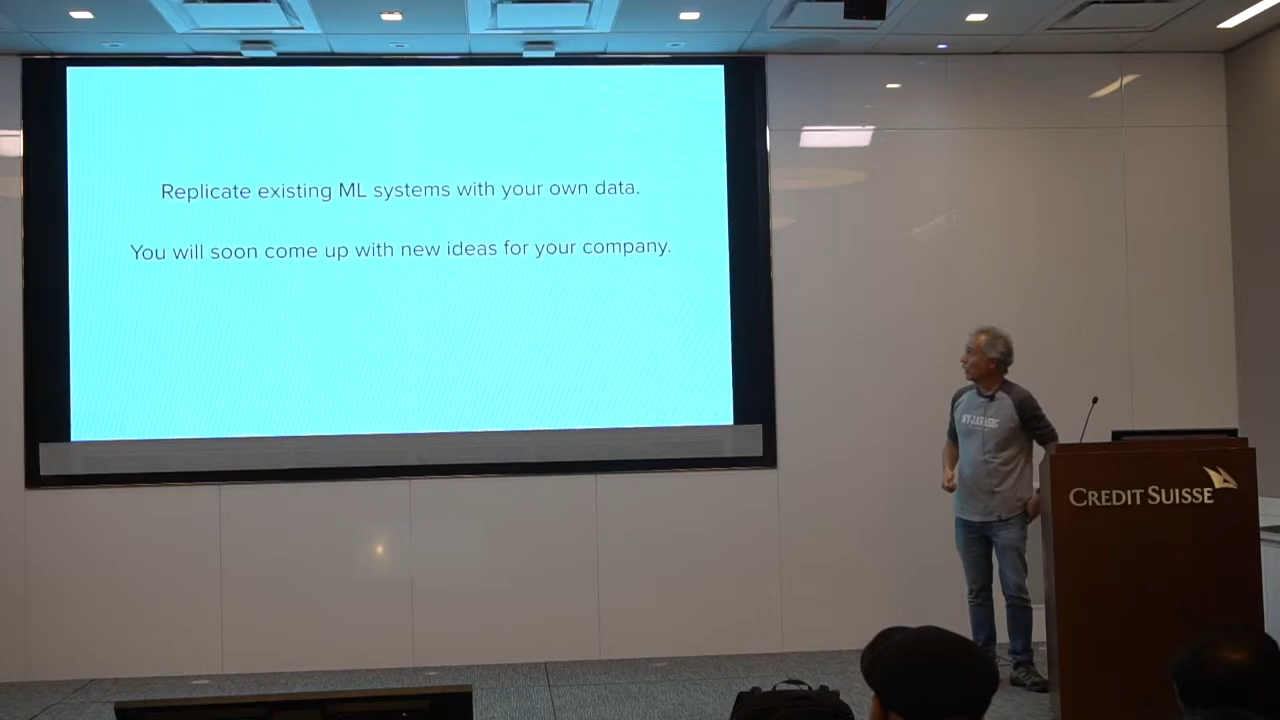 Replicate existing ML systems with your own data.
You will soon come up with new ideas for your company.
CREDIT SUISSE